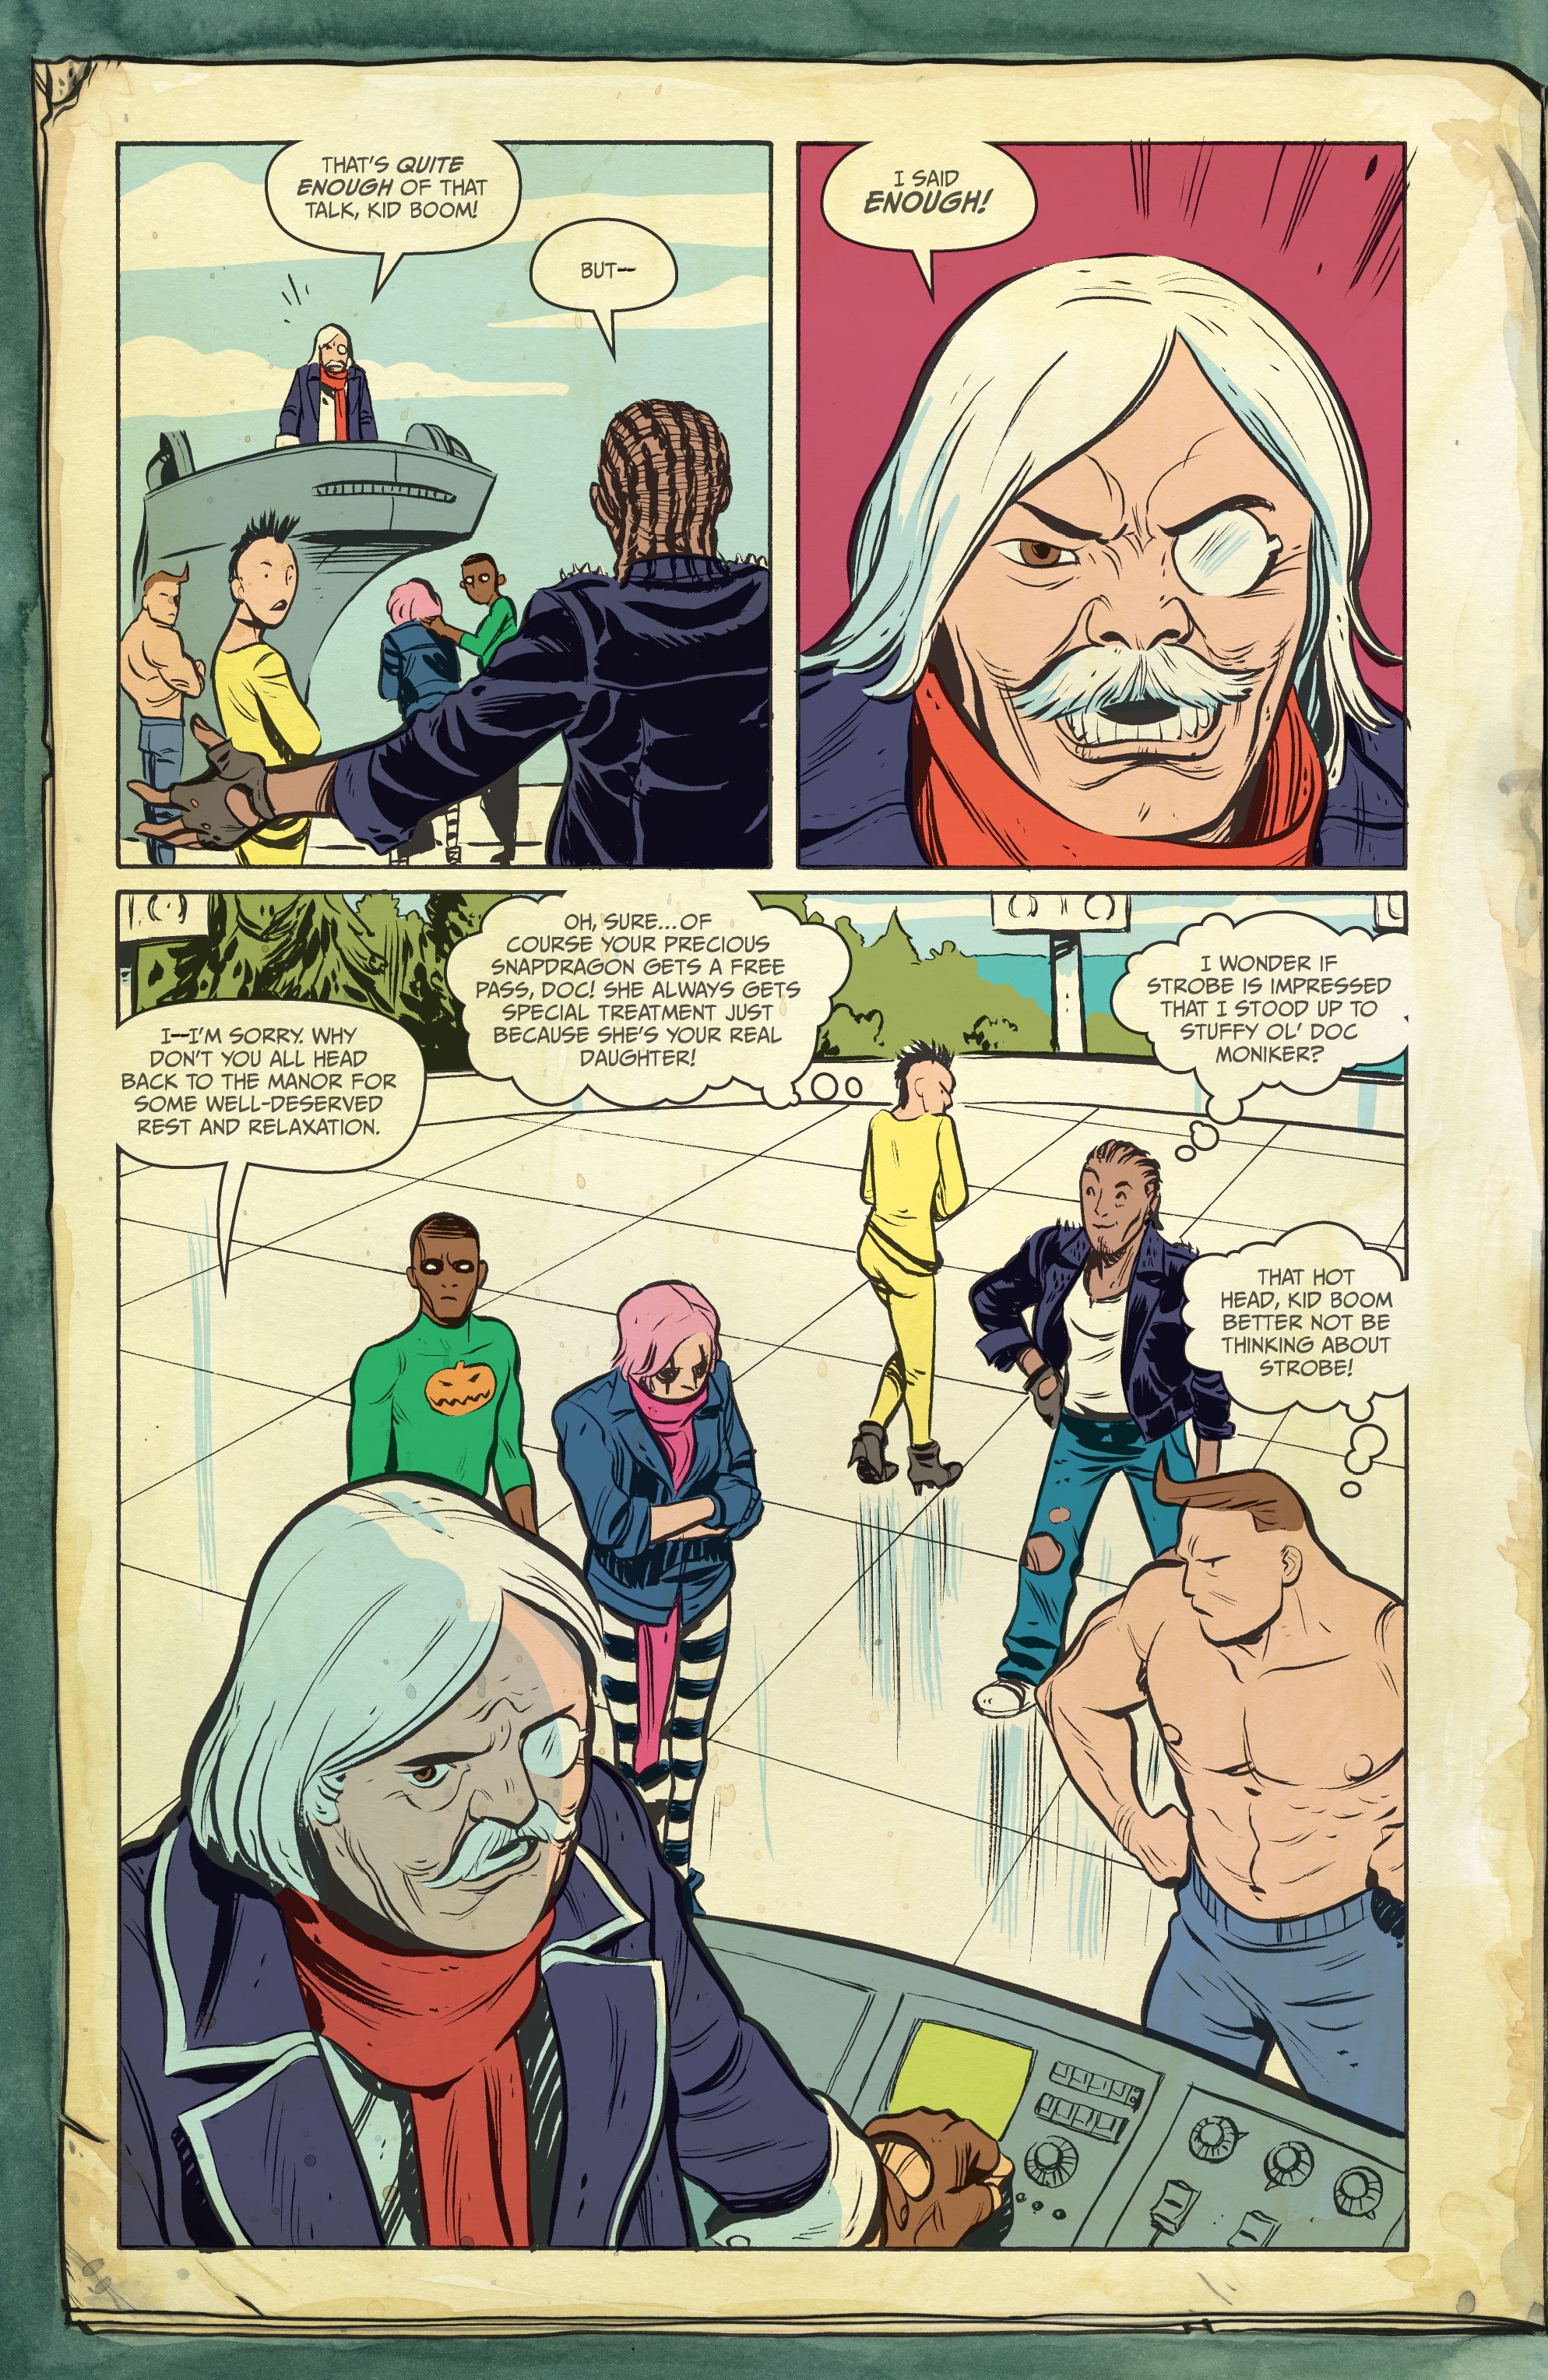 THAT'S QUITE
ENOUGH OF THAT
TALK, KID BOOM!
BUT--
I SAID
ENOUGH!
I--I'M SORRY. WHY
DON'T YOU ALL HEAD
BACK TO THE MANOR FOR
SOME WELL-DESERVED
REST AND RELAXATION.
OH, SURE...OF
COURSE YOUR PRECIOUS
SNAPDRAGON GETS A FREE
PASS, DOC! SHE ALWAYS GETS
SPECIAL TREATMENT JUST
BECAUSE SHE'S YOUR REAL
DAUGHTER!
I WONDER IF
STROBE IS IMPRESSED
THAT I STOOD UP TO
STUFFY OL' DOC
MONIKER?
THAT HOT
HEAD, KID BOOM
BETTER NOT BE
THINKING ABOUT
STROBE!